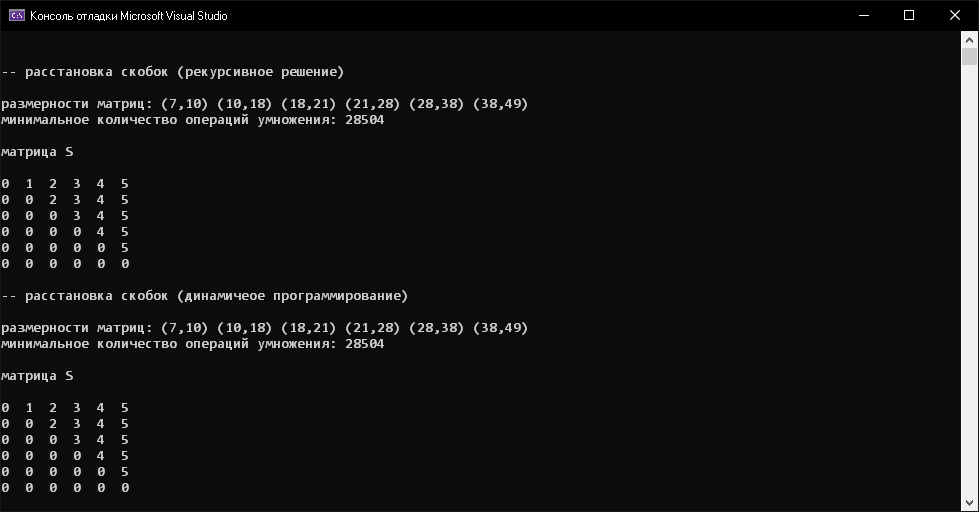 Консоль отладки Microsoft Visual Studio
-- расстановка скобок (рекурсивное решение)
размерности матриц: (7,10) (10,18) (18,21) (21,28) (28,38) (38,49)
минимальное количество операций умножения: 28504
матрица S
0 1 2 3 4 5
0 0 2 3 4 5
0 0 0 3 4 5
0 0 0 0 4 5
0 0 0 0 0 5
0 0 0 0 0 0
-- расстановка скобок (динамичеое программирование)
размерности матриц: (7,10) (10,18) (18,21) (21,28) (28,38) (38,49)
минимальное количество операций умножения: 28504
матрица S
0 1 2 3 4 5
0 0 2 3 4 5
0 0 0 3 4 5
0 0 0 0 4 5
0 0 0 0 0 5
0 0 0 0 0 0